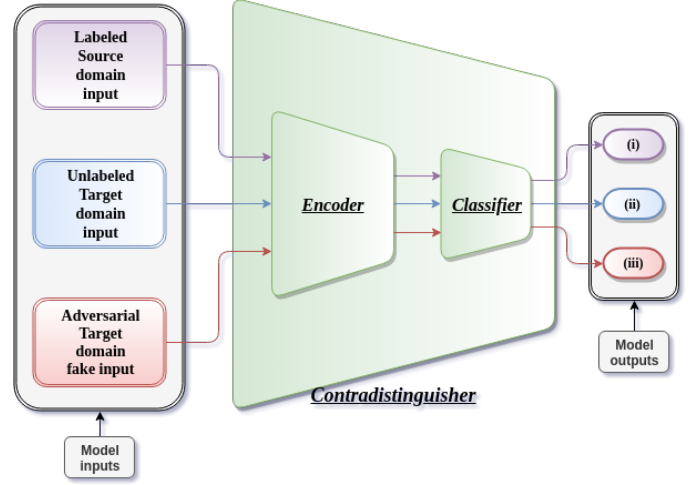 Labeled
Source
domain
input
Unlabeled
Target
domain
input
Adversarial
Target
domain
fake input
Model
inputs
Encoder
Classifier
Contradistinguisher
(i)
(ii)
(iii)
Model
outputs